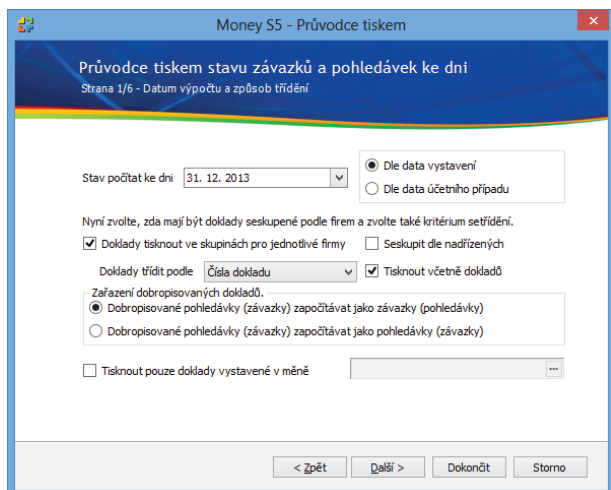 Money S5 - Průvodce tiskem
Průvodce tiskem stavu závazků a pohledávek ke dni
Strana 1/6 - Datum výpočtu a způsob třídění
Stav počítat ke dni 31. 12. 2013
Dle data vystavení
Dle data účetního případu
Nyní zvolte, zda mají být doklady seskupené podle firem a zvolte také kritérium setřídění.
Doklady tisknout ve skupinách pro jednotlivé firmy Seskupit dle nadřízených
Doklady třídit podle Čísla dokladu Tisknout včetně dokladů
Zařazení dobropisovaných dokladů.
Dobropisované pohledávky (závazky) započítávat jako závazky (pohledávky)
Dobropisované pohledávky (závazky) započítávat jako pohledávky (závazky)
Tisknout pouze doklady vystavené v měně ...
< Zpět Další > Dokončit Storno